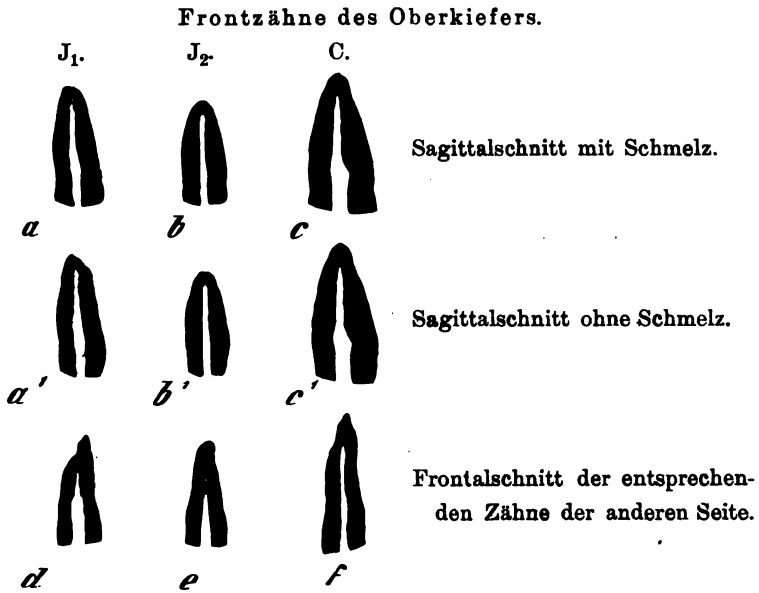 Frontzähne des Oberkiefers.
J₁. J₂. C.
Sagittalschnitt mit Schmelz.
a b c
Sagittalschnitt ohne Schmelz.
a' b' c'
Frontalschnitt der entsprechen-
den Zähne der anderen Seite.
d e f